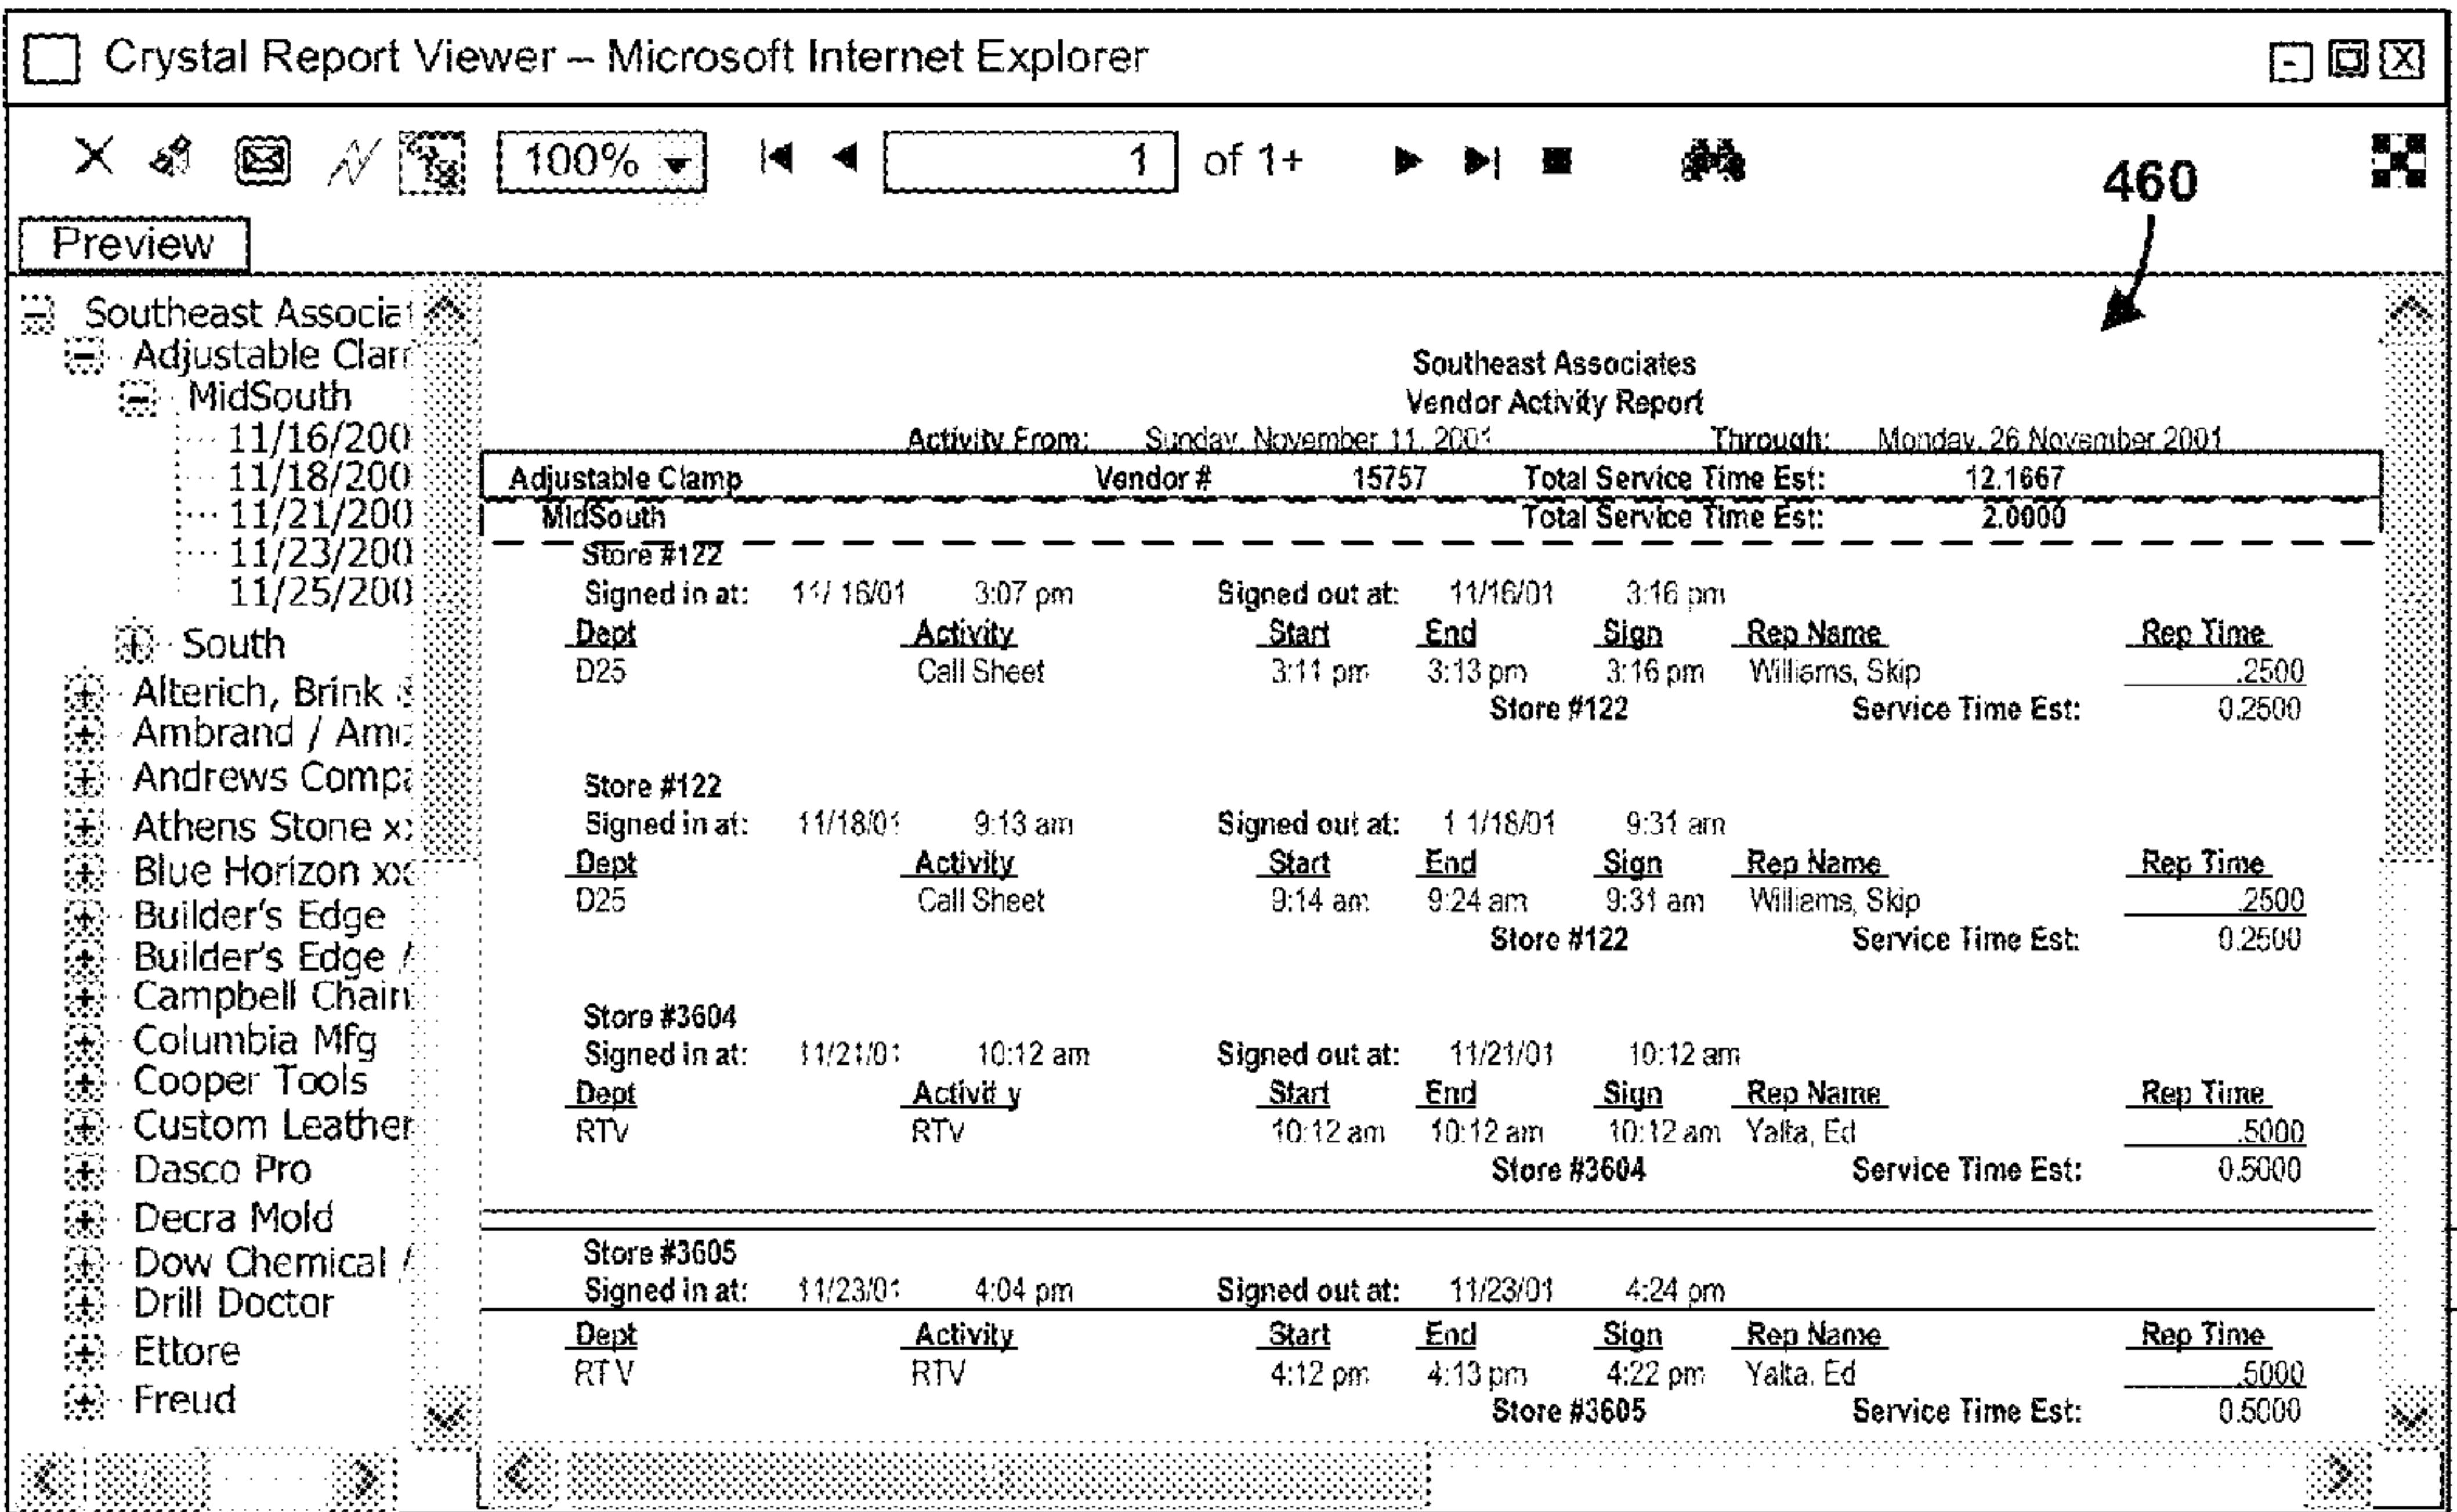 Crystal Report Viewer – Microsoft Internet Explorer
100% 1 of 1+
460
Preview
Southeast Associat
Adjustable Clam
MidSouth
11/16/200
11/18/200
11/21/200
11/23/200
11/25/200
South
Alterich, Brink
Ambrand / Amc
Andrews Compa
Athens Stone x
Blue Horizon xx
Builder's Edge
Builder's Edge /
Campbell Chain
Columbia Mfg
Cooper Tools
Custom Leather
Dasco Pro
Decra Mold
Dow Chemical /
Drill Doctor
Ettore
Freud
Southeast Associates
Vendor Activity Report
Activity From: Sunday, November 11, 2001 Through: Monday, 26 November 2001
Adjustable Clamp Vendor # 15757 Total Service Time Est: 12.1667
MidSouth Total Service Time Est: 2.0000
Store #122
Signed in at: 11/ 16/01 3:07 pm Signed out at: 11/16/01 3:16 pm
Dept Activity Start End Sign Rep Name Rep Time
D25 Call Sheet 3:11 pm 3:13 pm 3:16 pm Williams, Skip .2500
Store #122 Service Time Est: 0.2500
Store #122
Signed in at: 11/18/01 9:13 am Signed out at: 1 1/18/01 9:31 am
Dept Activity Start End Sign Rep Name Rep Time
D25 Call Sheet 9:14 am 9:24 am 9:31 am Williams, Skip .2500
Store #122 Service Time Est: 0.2500
Store #3604
Signed in at: 11/21/01 10:12 am Signed out at: 11/21/01 10:12 am
Dept Activit y Start End Sign Rep Name Rep Time
RTV RTV 10:12 am 10:12 am 10:12 am Yalta, Ed .5000
Store #3604 Service Time Est: 0.5000
Store #3605
Signed in at: 11/23/01 4:04 pm Signed out at: 11/23/01 4:24 pm
Dept Activity Start End Sign Rep Name Rep Time
RT V RTV 4:12 pm 4:13 pm 4:22 pm Yalta, Ed .5000
Store #3605 Service Time Est: 0.5000